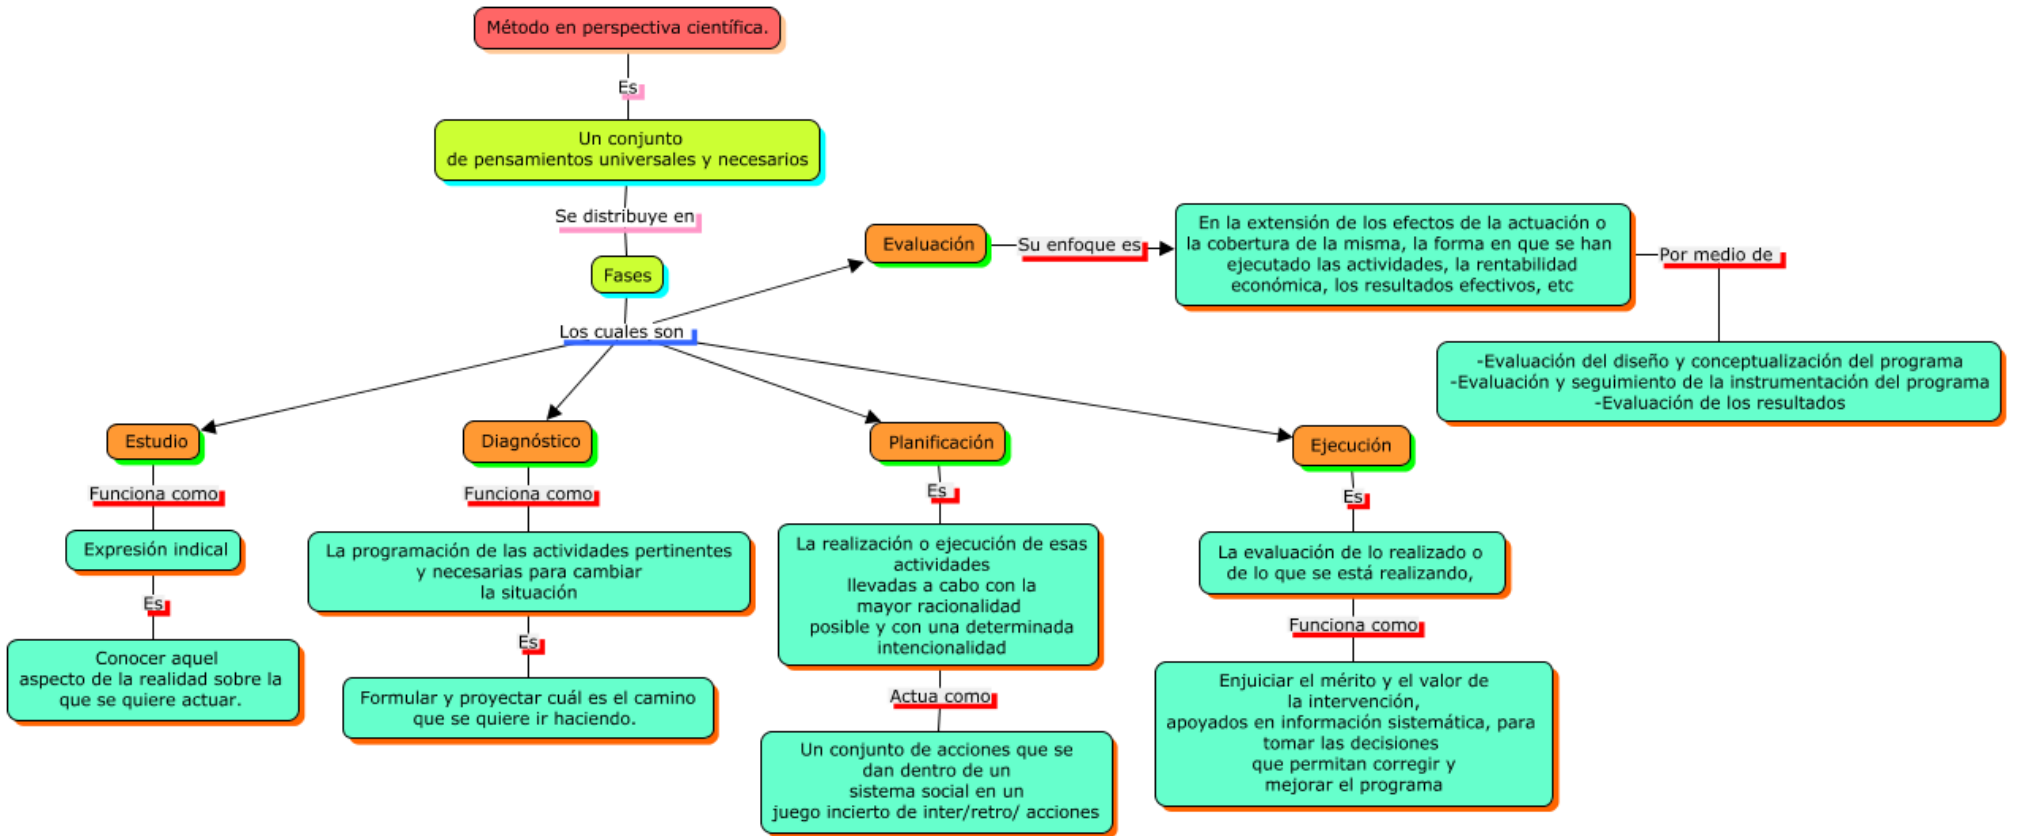 Método en perspectiva científica.
Es
Un conjunto
de pensamientos universales y necesarios
Se distribuye en
Fases
Los cuales son
Evaluación
Su enfoque es
En la extensión de los efectos de la actuación o
la cobertura de la misma, la forma en que se han
ejecutado las actividades, la rentabilidad
económica, los resultados efectivos, etc
Por medio de
-Evaluación del diseño y conceptualización del programa
-Evaluación y seguimiento de la instrumentación del programa
-Evaluación de los resultados
Estudio
Funciona como
Expresión indical
Es
Conocer aquel
aspecto de la realidad sobre la
que se quiere actuar.
Diagnóstico
Funciona como
La programación de las actividades pertinentes
y necesarias para cambiar
la situación
Es
Formular y proyectar cuál es el camino
que se quiere ir haciendo.
Planificación
Es
La realización o ejecución de esas
actividades
llevadas a cabo con la
mayor racionalidad
posible y con una determinada
intencionalidad
Actua como
Un conjunto de acciones que se
dan dentro de un
sistema social en un
juego incierto de inter/retro/ acciones
Ejecución
Es
La evaluación de lo realizado o
de lo que se está realizando,
Funciona como
Enjuiciar el mérito y el valor de
la intervención,
apoyados en información sistemática, para
tomar las decisiones
que permitan corregir y
mejorar el programa